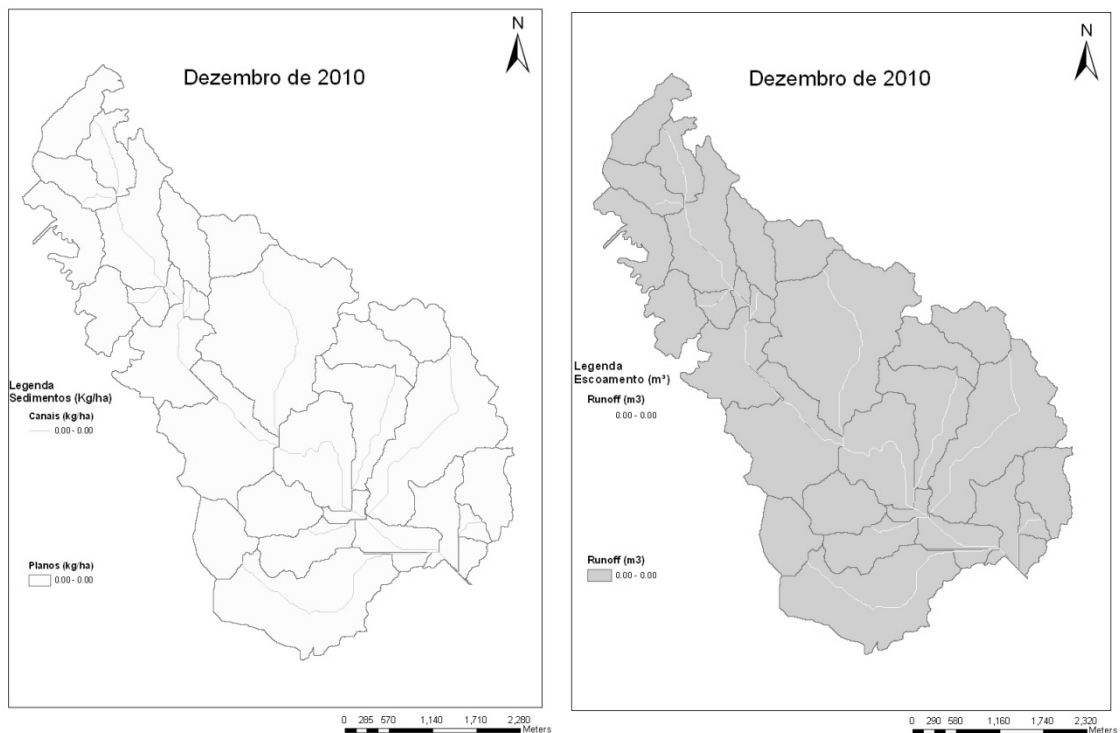 N
Dezembro de 2010
Legenda
Sedimentos (Kg/ha)
Canais (kg/ha)
0.00 - 0.00
Planos (kg/ha)
0.00 - 0.00
0 285 570 1,140 1,710 2,280
Meters
N
Dezembro de 2010
Legenda
Escoamento (m³)
Runoff (m3)
0.00 - 0.00
Runoff (m3)
0.00 - 0.00
0 290 580 1,160 1,740 2,320
Meters